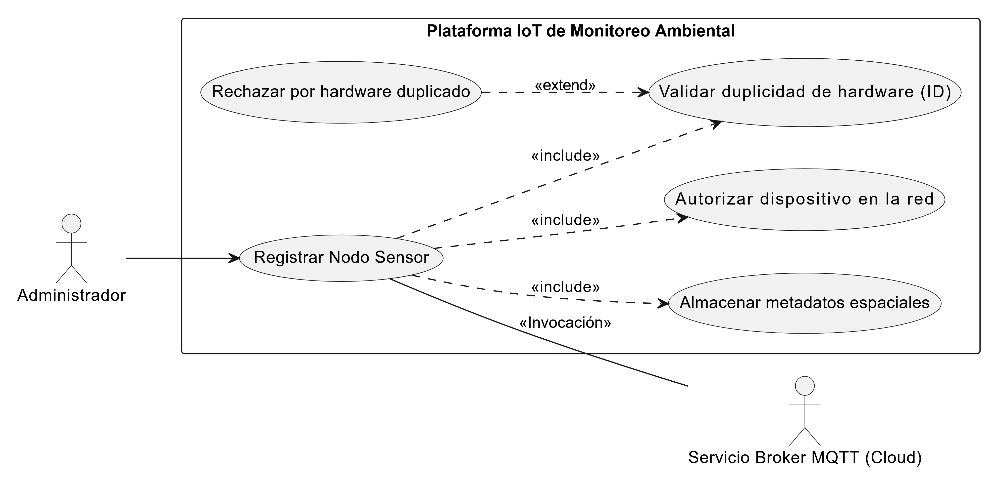 Plataforma IoT de Monitoreo Ambiental
Rechazar por hardware duplicado
«extend»
Validar duplicidad de hardware (ID)
«include»
Autorizar dispositivo en la red
«include»
Registrar Nodo Sensor
Administrador
«include»
Almacenar metadatos espaciales
«Invocación»
Servicio Broker MQTT (Cloud)